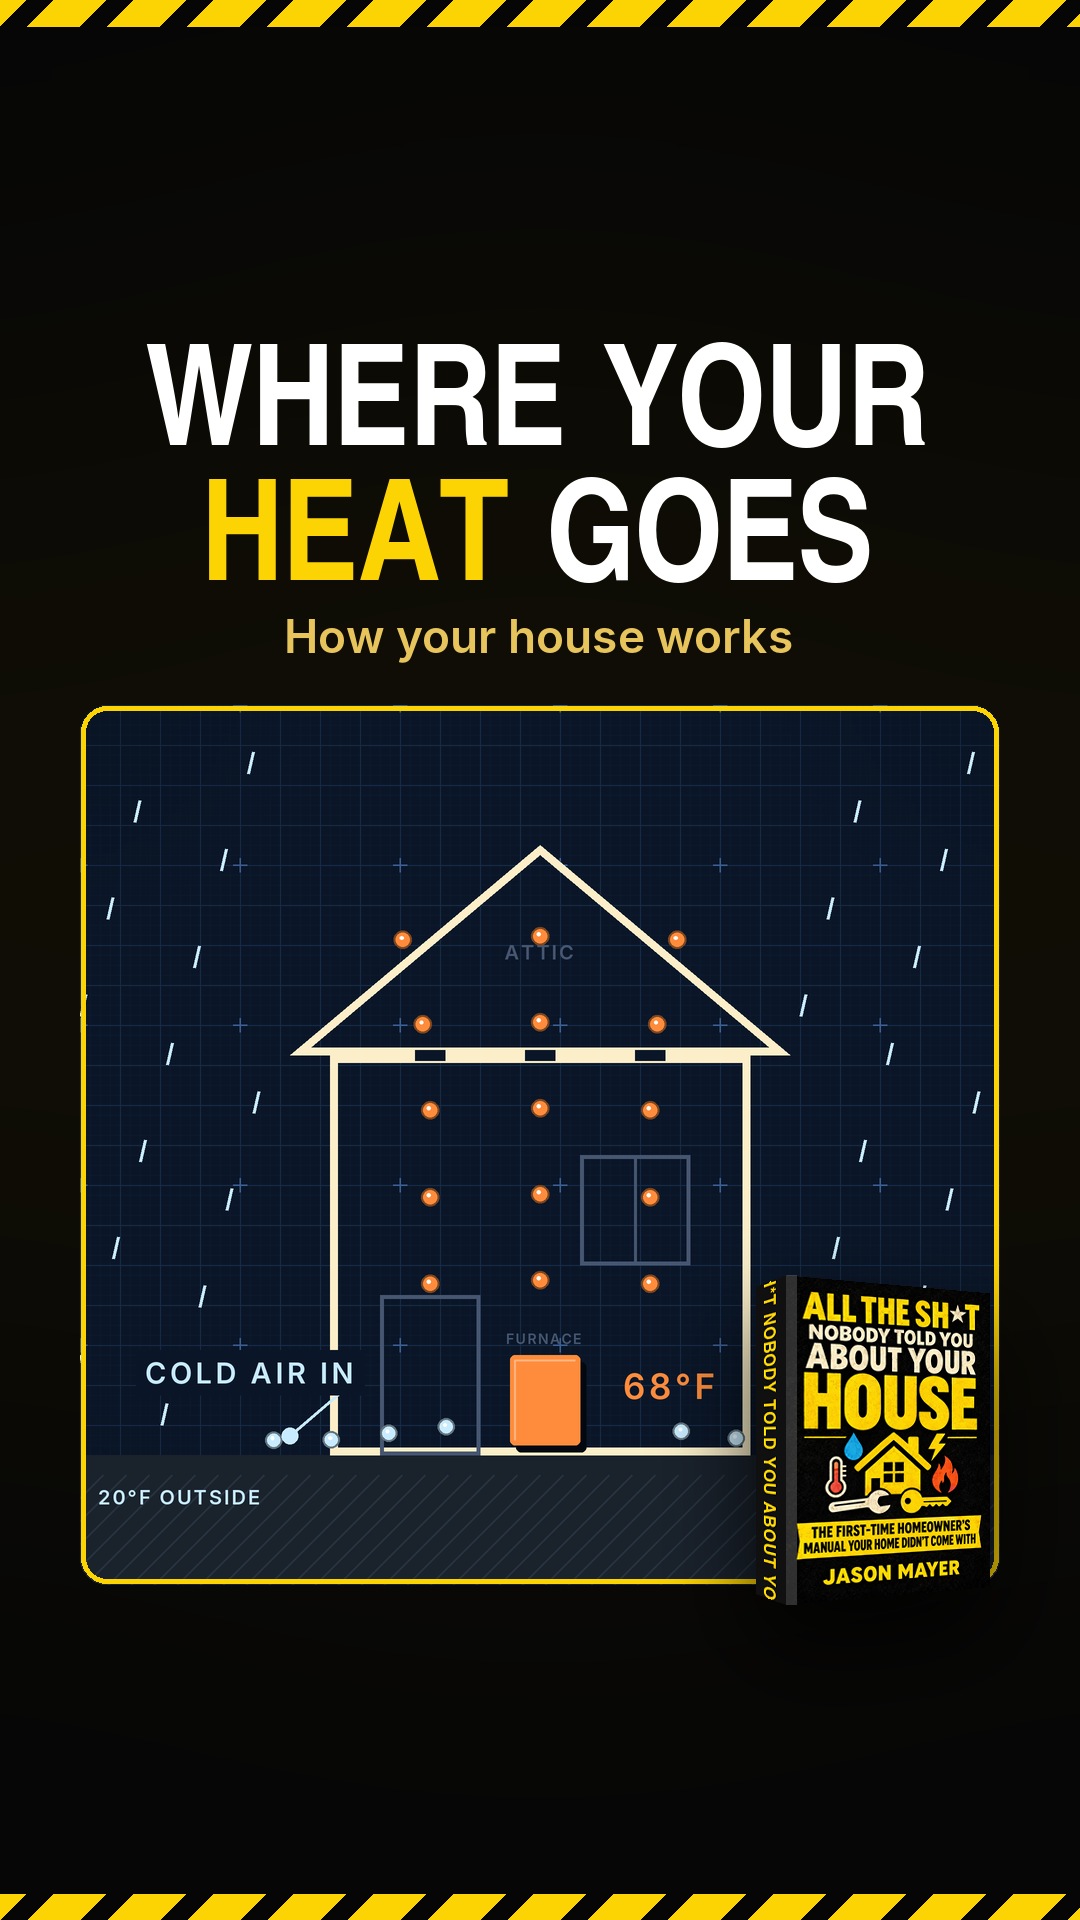 WHERE YOUR
HEAT GOES
How your house works
ATTIC
FURNACE
COLD AIR IN
68°F
20°F OUTSIDE
NOBODY TOLD YOU ABOUT
ALL THE SH★T
NOBODY TOLD YOU
ABOUT YOUR
HOUSE
THE FIRST-TIME HOMEOWNER'S
MANUAL YOUR HOME DIDN'T COME WITH
JASON MAYER